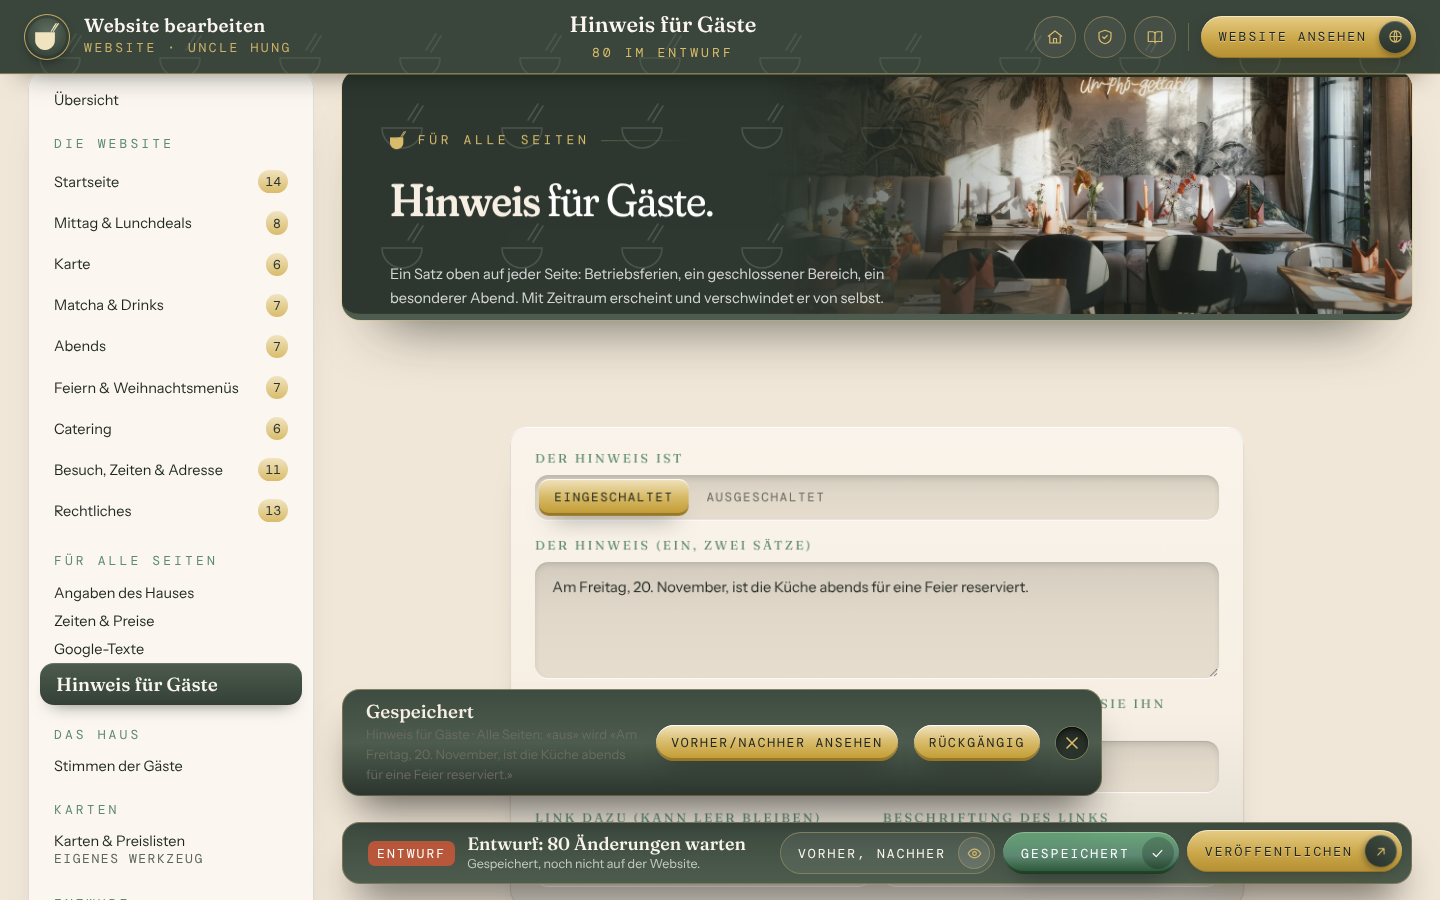 Website bearbeiten
WEBSITE · UNCLE HUNG
Hinweis für Gäste
80 IM ENTWURF
WEBSITE ANSEHEN
Übersicht
DIE WEBSITE
Startseite 14
Mittag & Lunchdeals 8
Karte 6
Matcha & Drinks 7
Abends 7
Feiern & Weihnachtsmenüs 7
Catering 6
Besuch, Zeiten & Adresse 11
Rechtliches 13
FÜR ALLE SEITEN
Angaben des Hauses
Zeiten & Preise
Google-Texte
Hinweis für Gäste
DAS HAUS
Stimmen der Gäste
KARTEN
Karten & Preislisten
EIGENES WERKZEUG
FÜR ALLE SEITEN
Hinweis für Gäste.
Ein Satz oben auf jeder Seite: Betriebsferien, ein geschlossener Bereich, ein
besonderer Abend. Mit Zeitraum erscheint und verschwindet er von selbst.
DER HINWEIS IST
EINGESCHALTET AUSGESCHALTET
DER HINWEIS (EIN, ZWEI SÄTZE)
Am Freitag, 20. November, ist die Küche abends für eine Feier reserviert.
SIE IHN
Gespeichert
Hinweis für Gäste · Alle Seiten: «aus» wird «Am
Freitag, 20. November, ist die Küche abends
für eine Feier reserviert.»
VORHER/NACHHER ANSEHEN
RÜCKGÄNGIG
LINK DAZU (KANN LEER BLEIBEN)
BESCHRIFTUNG DES LINKS
ENTWURF
Entwurf: 80 Änderungen warten
Gespeichert, noch nicht auf der Website.
VORHER, NACHHER
GESPEICHERT
VERÖFFENTLICHEN